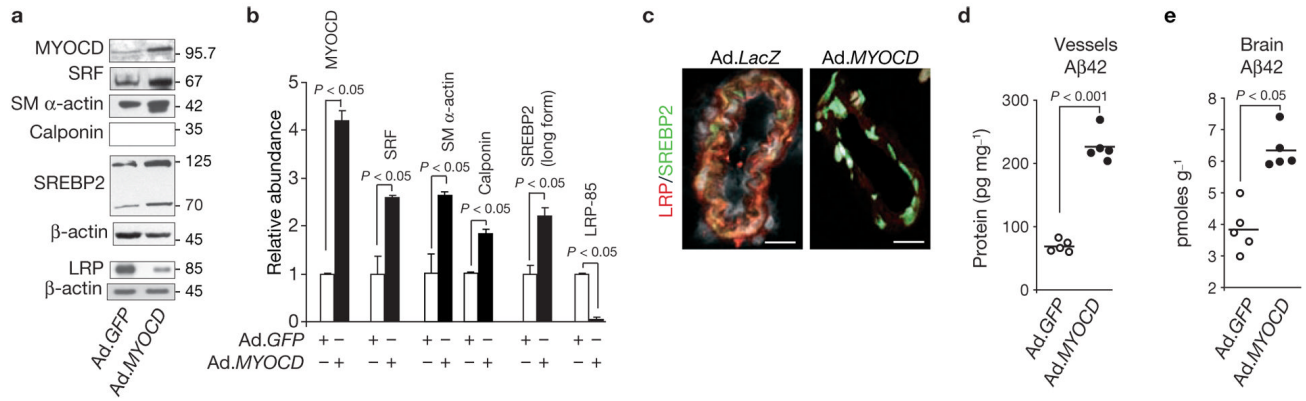 a
MYOCD
95.7
SRF
67
SM α-actin
42
Calponin
35
SREBP2
125
70
β-actin
45
LRP
85
β-actin
45
Ad.GFP
Ad.MYOCD
b
Relative abundance
5
4
3
2
1
0
MYOCD
P < 0.05
SRF
P < 0.05
SM α-actin
P < 0.05
Calponin
P < 0.05
SREBP2
(long form)
P < 0.05
LRP-85
P < 0.05
Ad.GFP + – + – + – + – + – + –
Ad.MYOCD – + – + – + – + – + – +
c
Ad.LacZ
Ad.MYOCD
LRP/SREBP2
d
Vessels
Aβ42
P < 0.001
Protein (pg mg⁻¹)
300
200
100
0
Ad.GFP
Ad.MYOCD
e
Brain
Aβ42
P < 0.05
pmoles g⁻¹
8
7
6
5
4
3
2
Ad.GFP
Ad.MYOCD